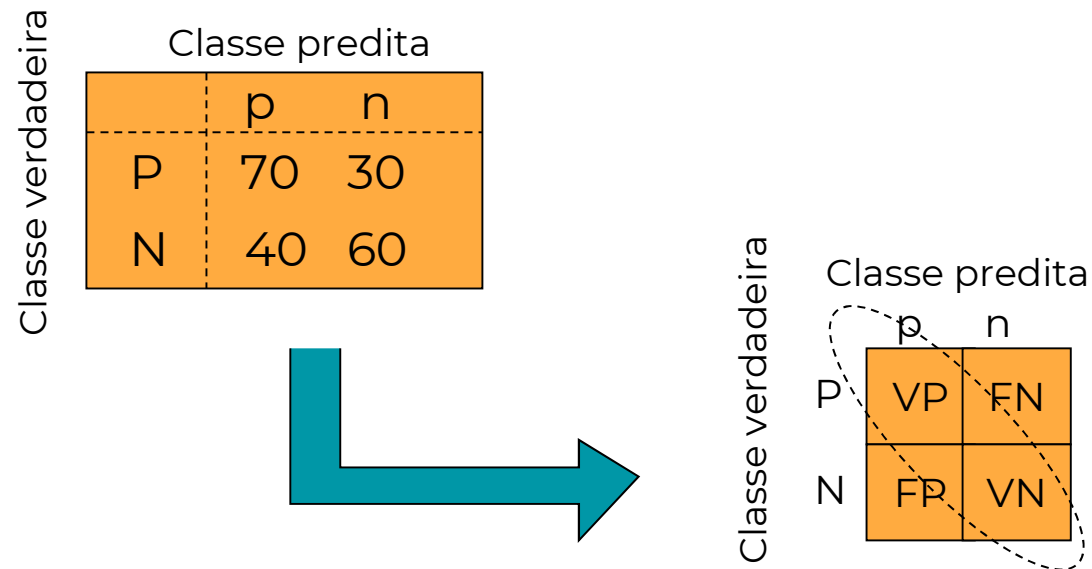 Classe verdadeira
Classe predita
p n
P 70 30
N 40 60
Classe verdadeira
Classe predita
p n
P VP FN
N FP VN